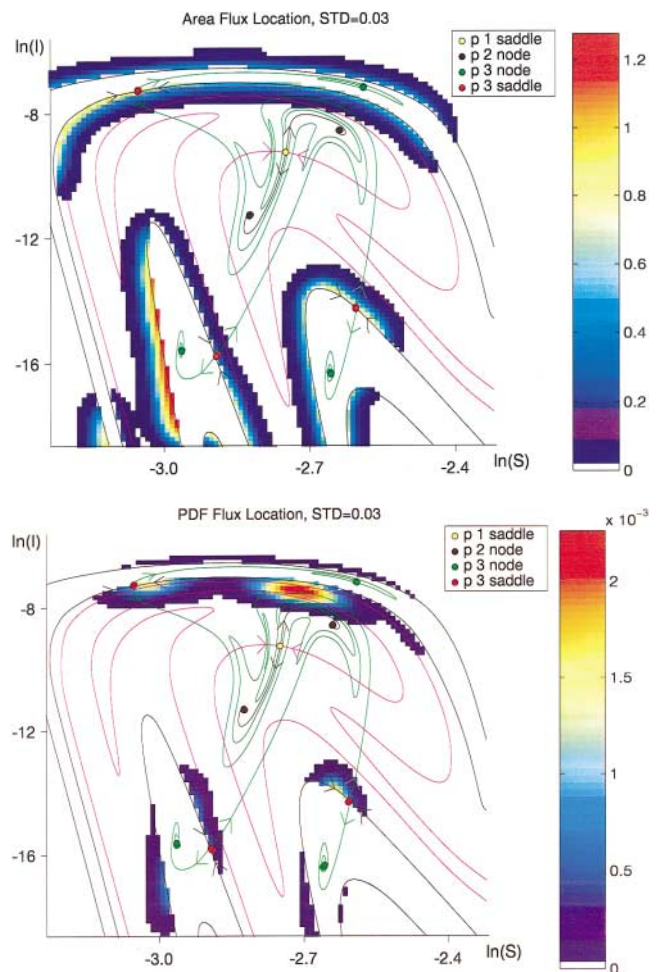 Area Flux Location, STD=0.03
ln(I)
p 1 saddle
p 2 node
p 3 node
p 3 saddle
-8
-12
-16
-3.0
-2.7
-2.4
ln(S)
1.2
1
0.8
0.6
0.4
0.2
0
PDF Flux Location, STD=0.03
ln(I)
p 1 saddle
p 2 node
p 3 node
p 3 saddle
-8
-12
-16
-3.0
-2.7
-2.4
ln(S)
x 10-3
2
1.5
1
0.5
0